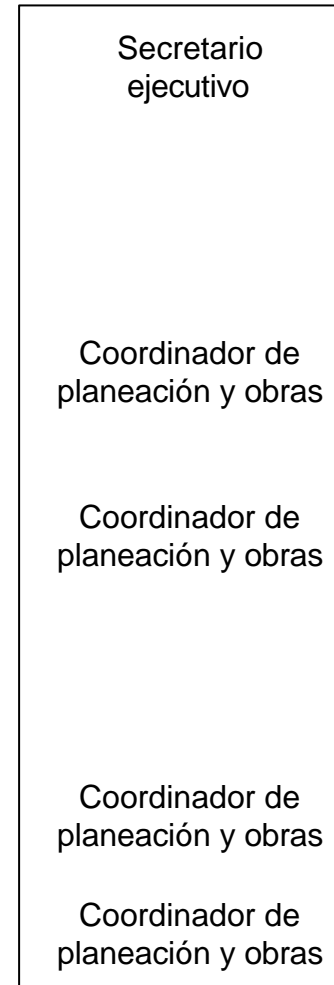 Secretario
ejecutivo
Coordinador de
planeación y obras
Coordinador de
planeación y obras
Coordinador de
planeación y obras
Coordinador de
planeación y obras